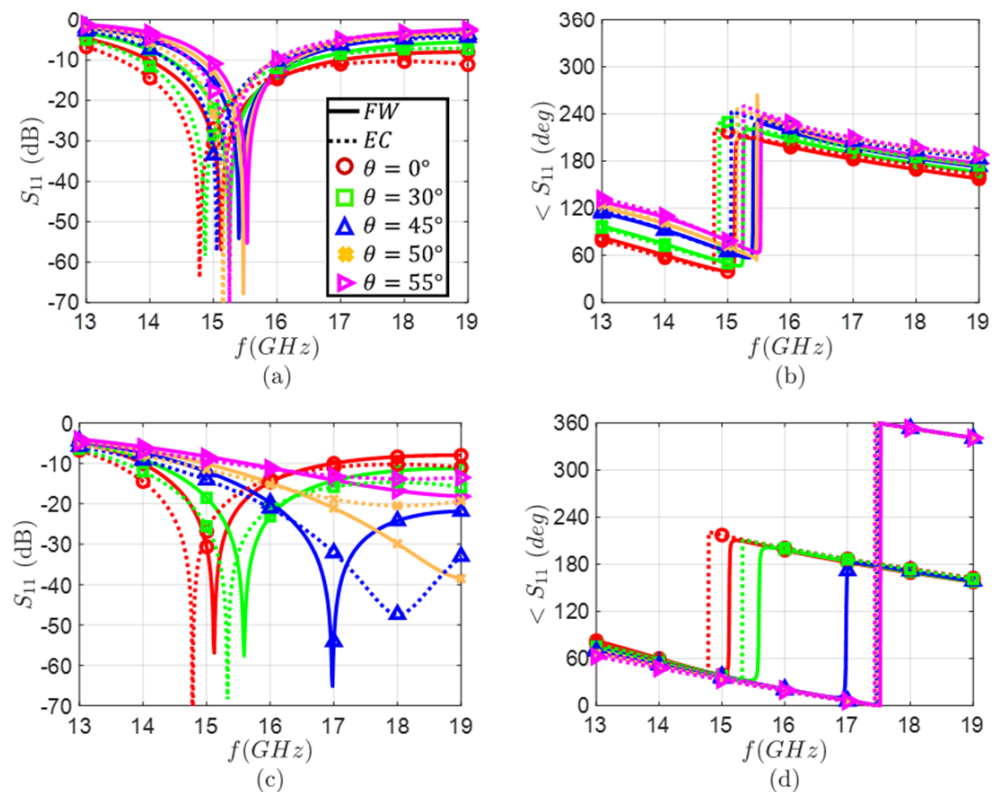 0
-10
-20
-30
-40
-50
-60
-70
S11 (dB)
13 14 15 16 17 18 19
f(GHz)
(a)
FW
EC
θ = 0°
θ = 30°
θ = 45°
θ = 50°
θ = 55°
360
300
240
180
120
60
0
< S11 (deg)
13 14 15 16 17 18 19
f(GHz)
(b)
0
-10
-20
-30
-40
-50
-60
-70
S11 (dB)
13 14 15 16 17 18 19
f(GHz)
(c)
360
300
240
180
120
60
0
< S11 (deg)
13 14 15 16 17 18 19
f(GHz)
(d)